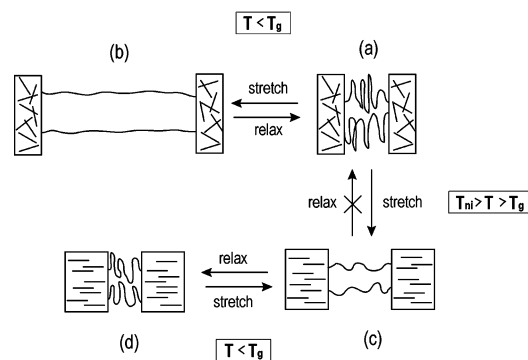 T < Tg
(b)
(a)
stretch
relax
relax
stretch
Tni > T > Tg
relax
stretch
(d)
(c)
T < Tg